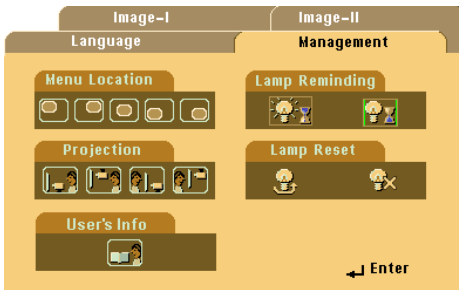 Image-I
Image-II
Language
Management
Menu Location
Lamp Reminding
Projection
Lamp Reset
User's Info
Enter